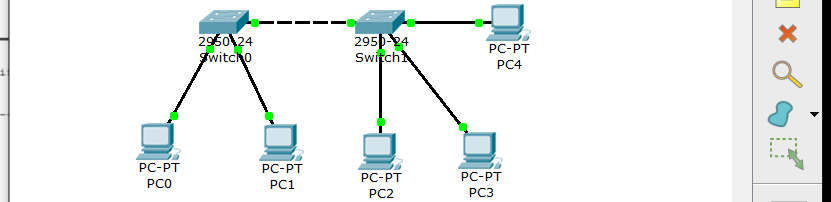 2950-24
Switch0
2950-24
Switch1
PC-PT
PC4
PC-PT
PC0
PC-PT
PC1
PC-PT
PC2
PC-PT
PC3